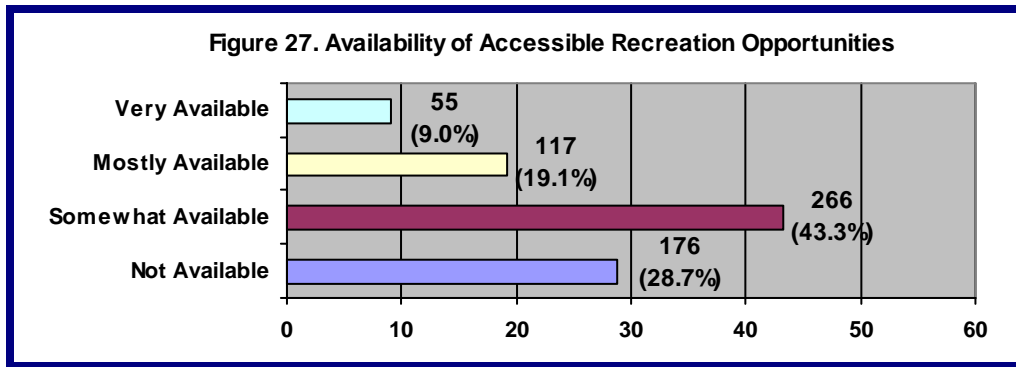 Figure 27. Availability of Accessible Recreation Opportunities
Very Available
55
(9.0%)
Mostly Available
117
(19.1%)
Somewhat Available
266
(43.3%)
Not Available
176
(28.7%)
0 10 20 30 40 50 60